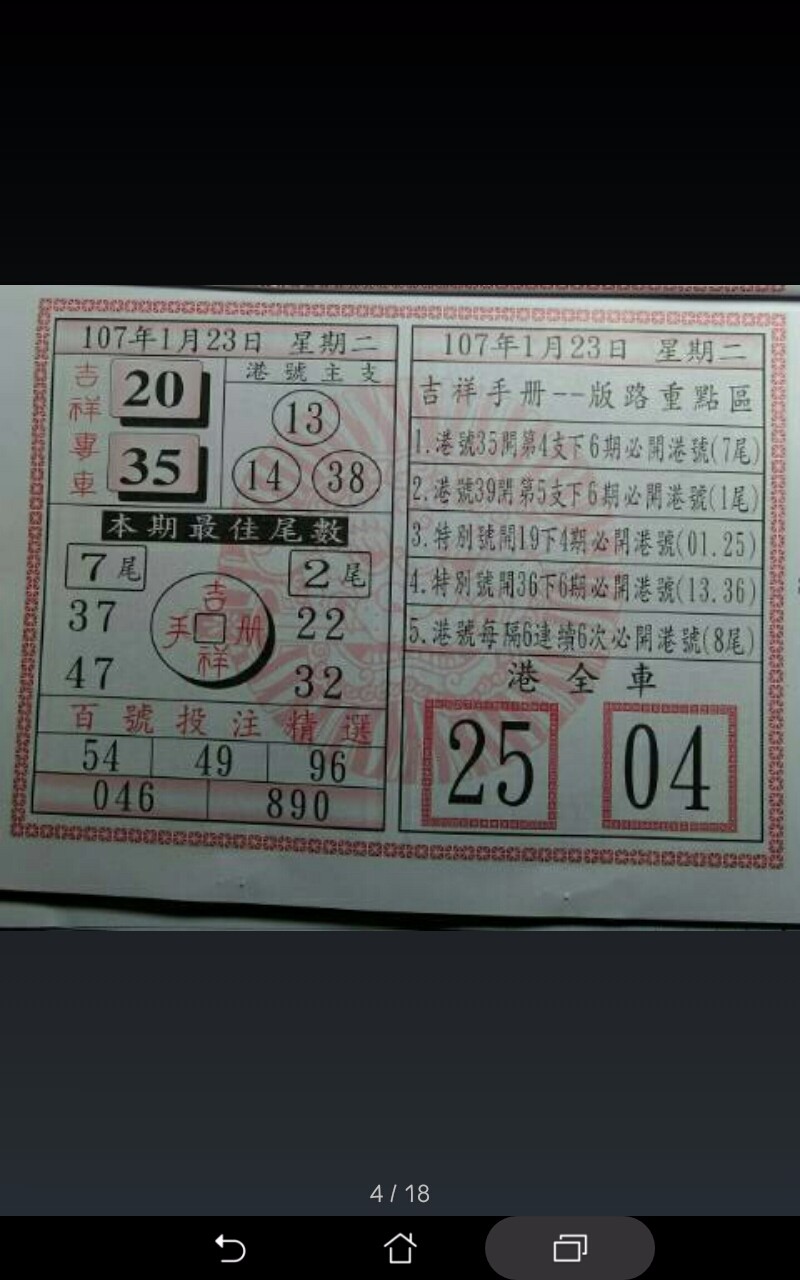 107年1月23日 星期二
吉祥專車
20
35
港號主支
13
14 38
本期最佳尾數
7尾
37
47
吉
手 册
祥
2尾
22
32
百號投注精選
54 49 96
046 890
107年1月23日 星期二
吉祥手册--版路重點區
1.港號35開第4支下6期必開港號(7尾)
2.港號39開第5支下6期必開港號(1尾)
3.特別號開19下4期必開港號(01.25)
4.特別號開36下6期必開港號(13.36)
5.港號每隔6連續6次必開港號(8尾)
港全車
25 04
4 / 18